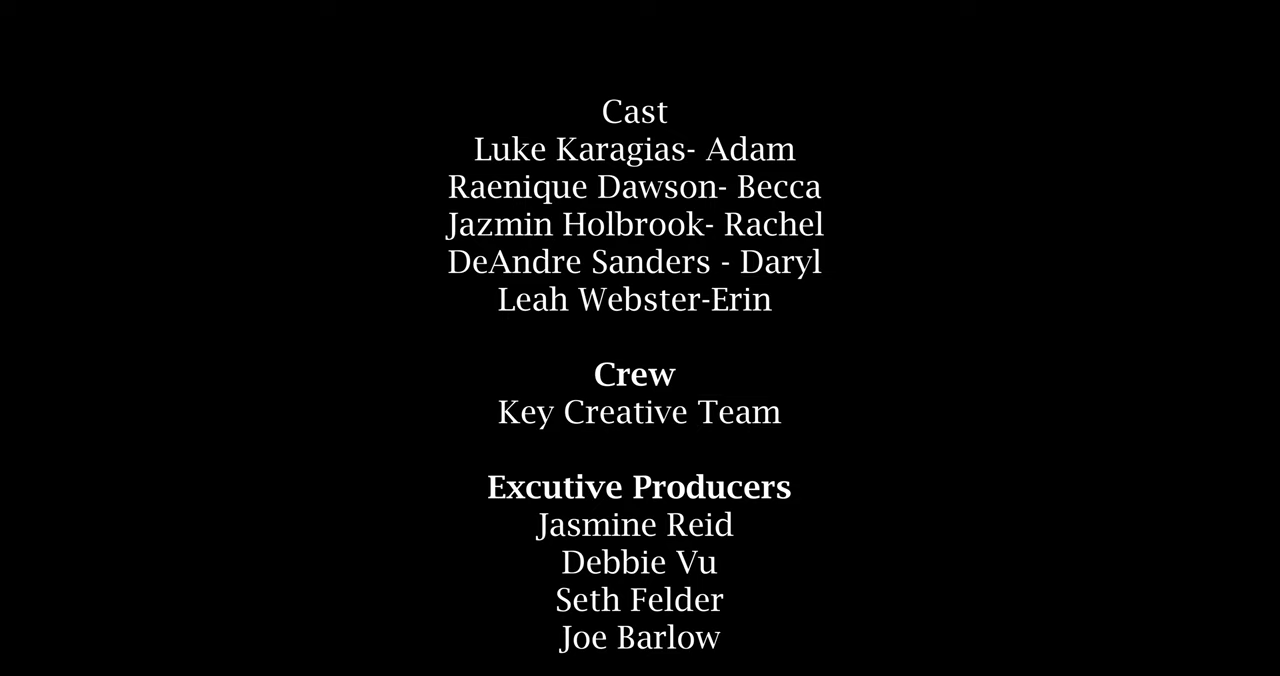 Cast
Luke Karagias- Adam
Raenique Dawson- Becca
Jazmin Holbrook- Rachel
DeAndre Sanders - Daryl
Leah Webster-Erin
Crew
Key Creative Team
Excutive Producers
Jasmine Reid
Debbie Vu
Seth Felder
Joe Barlow